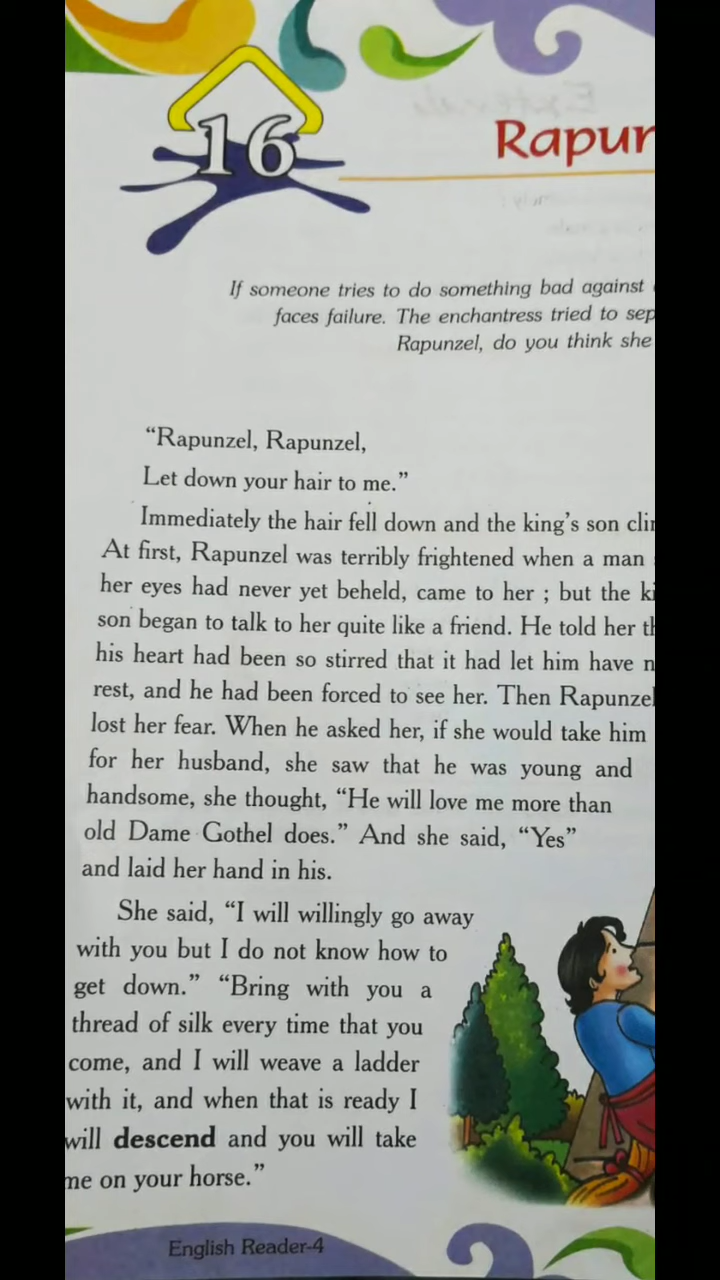 16
Rapun
If someone tries to do something bad against
faces failure. The enchantress tried to sep
Rapunzel, do you think she
“Rapunzel, Rapunzel,
Let down your hair to me.”
Immediately the hair fell down and the king's son clim
At first, Rapunzel was terribly frightened when a man
her eyes had never yet beheld, came to her ; but the ki
son began to talk to her quite like a friend. He told her th
his heart had been so stirred that it had let him have n
rest, and he had been forced to see her. Then Rapunzel
lost her fear. When he asked her, if she would take him
for her husband, she saw that he was young and
handsome, she thought, “He will love me more than
old Dame Gothel does.” And she said, “Yes”
and laid her hand in his.
She said, “I will willingly go away
with you but I do not know how to
get down.” “Bring with you a
thread of silk every time that you
come, and I will weave a ladder
with it, and when that is ready I
will descend and you will take
me on your horse.”
English Reader-4